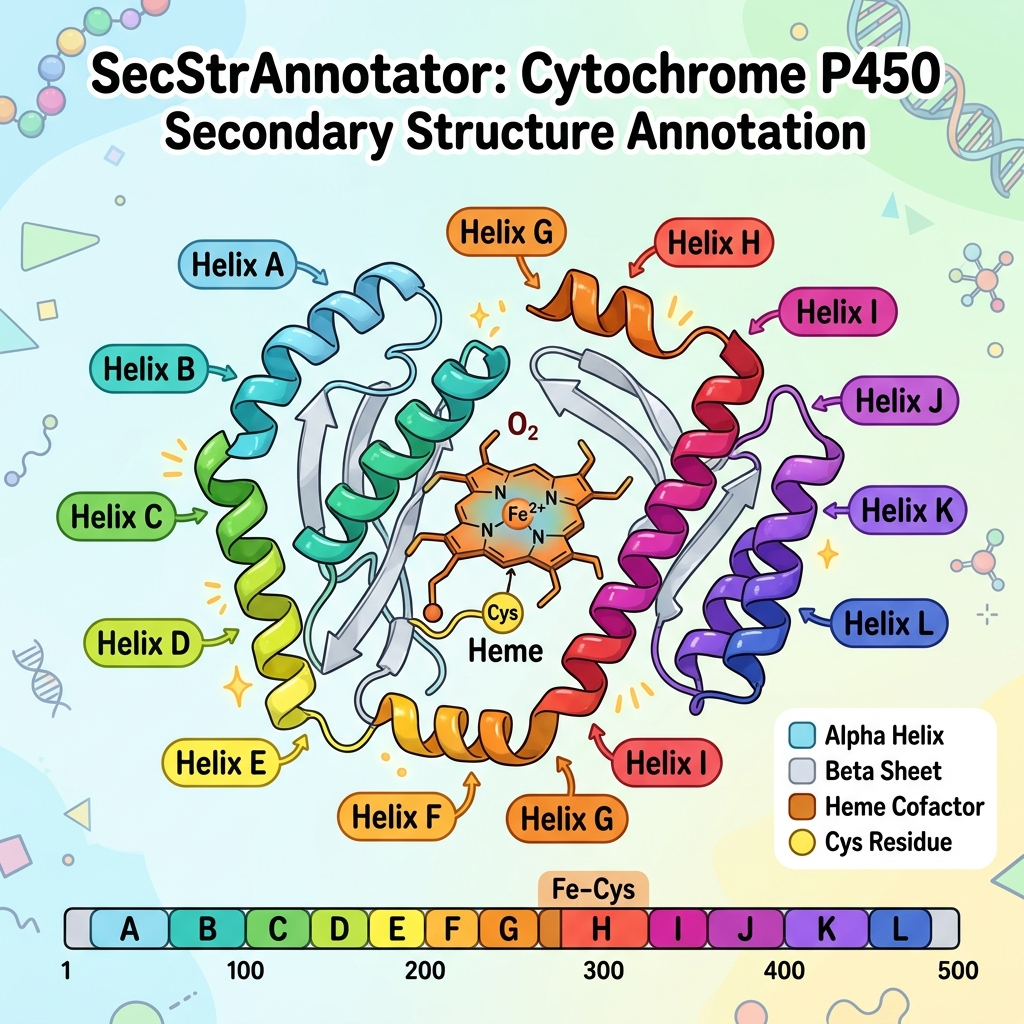 SecStrAnnotator: Cytochrome P450
Secondary Structure Annotation
Helix G
Helix H
Helix A
Helix I
Helix B
Helix J
O₂
N
N
Fe²⁺
N
N
Helix C
Helix K
Cys
Helix D
Heme
Helix L
Helix E
Helix I
Helix F
Helix G
Alpha Helix
Beta Sheet
Heme Cofactor
Cys Residue
Fe–Cys
A B C D E F G H I J K L
1 100 200 300 400 500